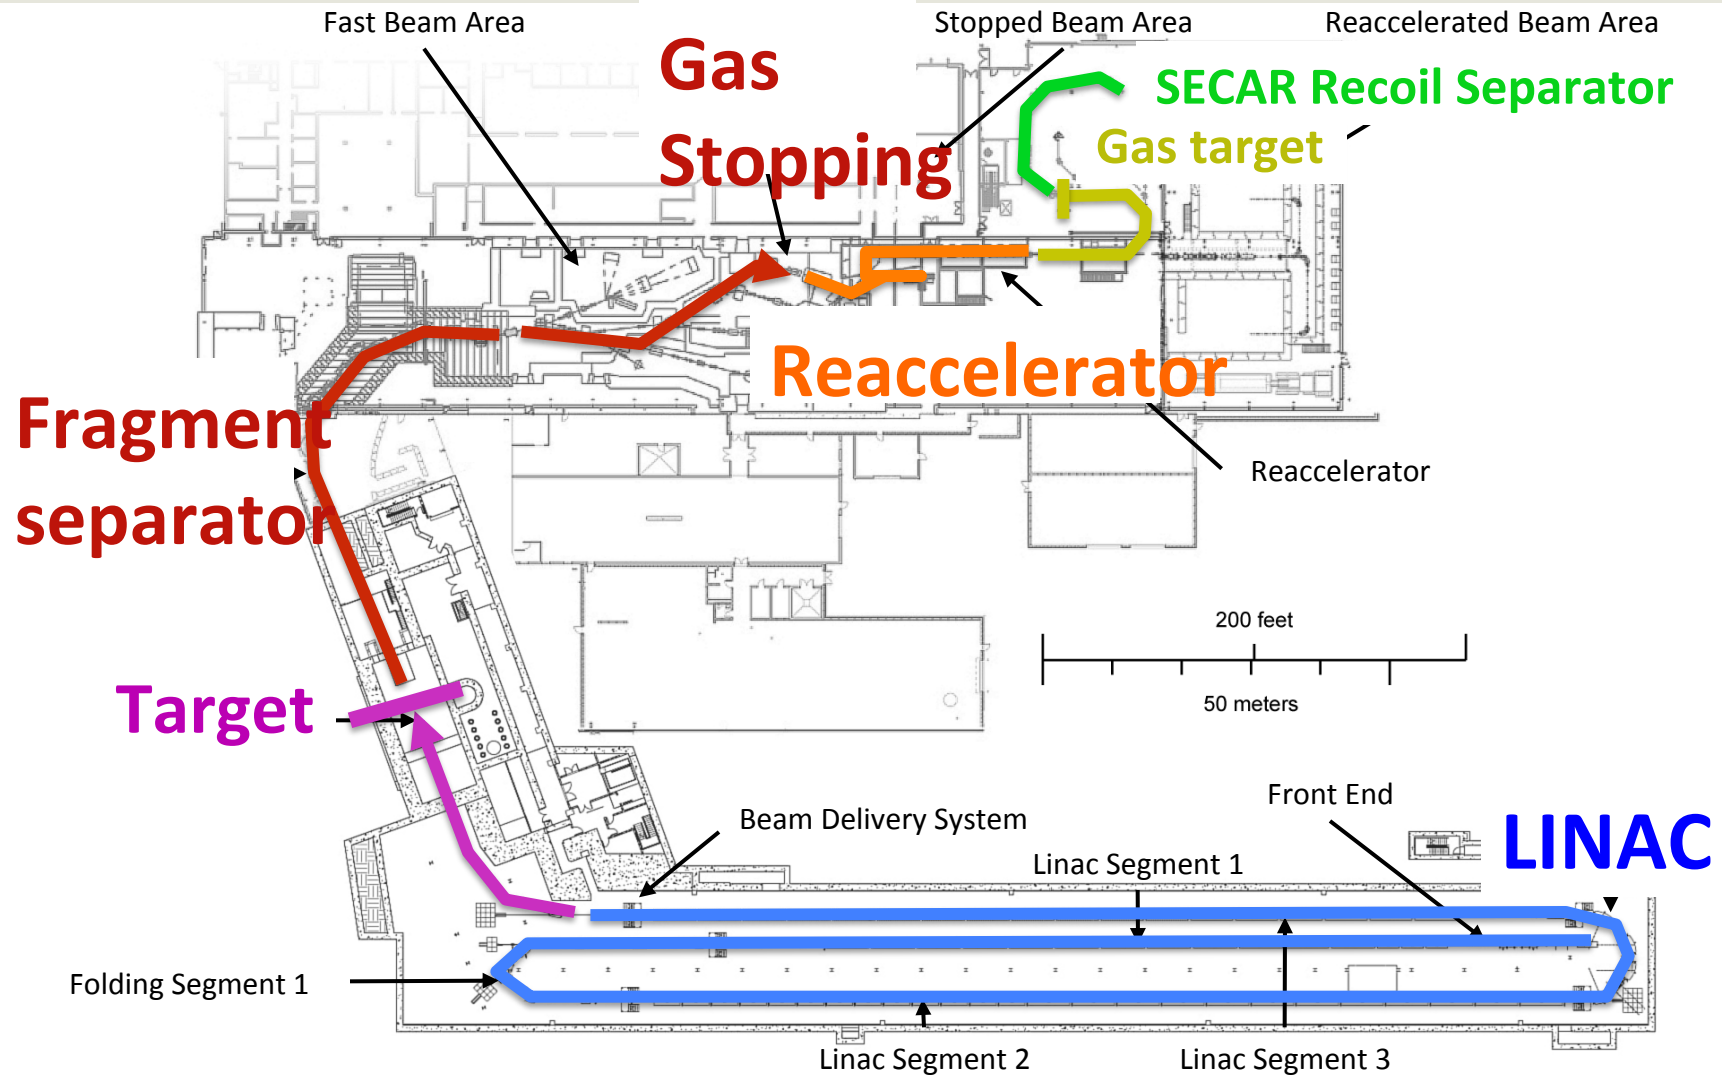 Fast Beam Area
Stopped Beam Area
Reaccelerated Beam Area
Gas
Stopping
SECAR Recoil Separator
Gas target
Reaccelerator
Fragment
separator
Reaccelerator
200 feet
50 meters
Target
Front End
Beam Delivery System
LINAC
Linac Segment 1
Folding Segment 1
Linac Segment 2
Linac Segment 3